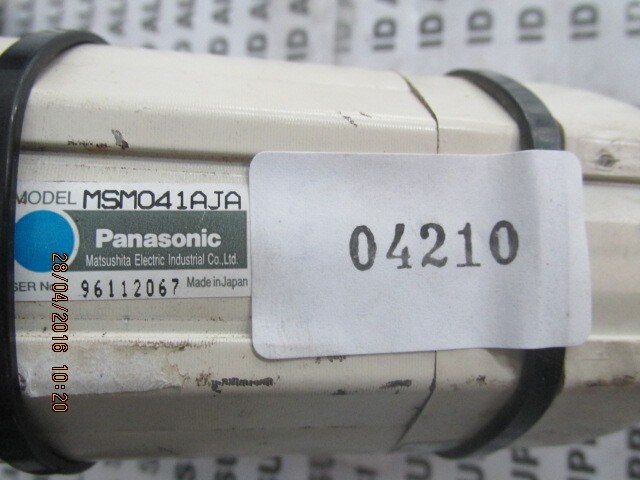 MODEL MSM041AJA
Panasonic
Matsushita Electric Industrial Co.,Ltd.
SER No. 96112067 Made in Japan
04210
28/04/2016 10:20